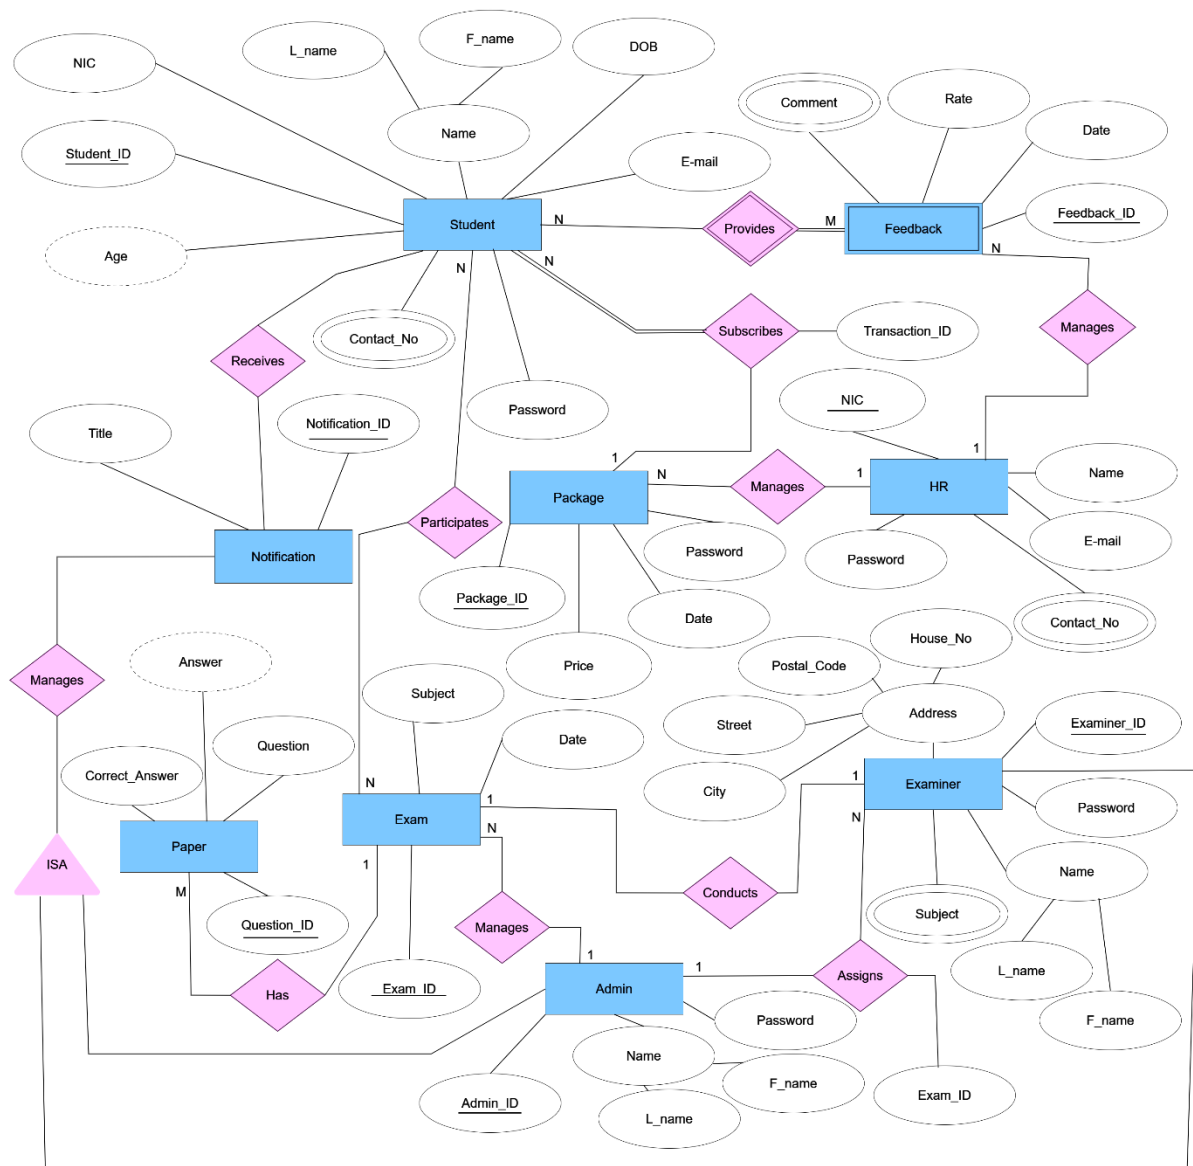 F_name
DOB
L_name
NIC
Comment
Rate
Date
Name
Student_ID
E-mail
Feedback_ID
N
M
Student
Provides
Feedback
N
Age
N
N
Subscribes
Transaction_ID
Manages
Contact_No
Receives
NIC
Password
Notification_ID
Title
1
1
N
Manages
1
HR
Name
Package
Participates
E-mail
Password
Password
Notification
Package_ID
Date
Contact_No
House_No
Answer
Price
Postal_Code
Manages
Subject
Address
Examiner_ID
Street
Question
Date
Correct_Answer
1
N
City
Examiner
1
Password
Exam
N
N
Paper
1
ISA
M
Name
Conducts
Subject
Question_ID
Manages
1
1
L_name
Assigns
Exam_ID
Has
Admin
Password
F_name
Name
F_name
Exam_ID
Admin_ID
L_name